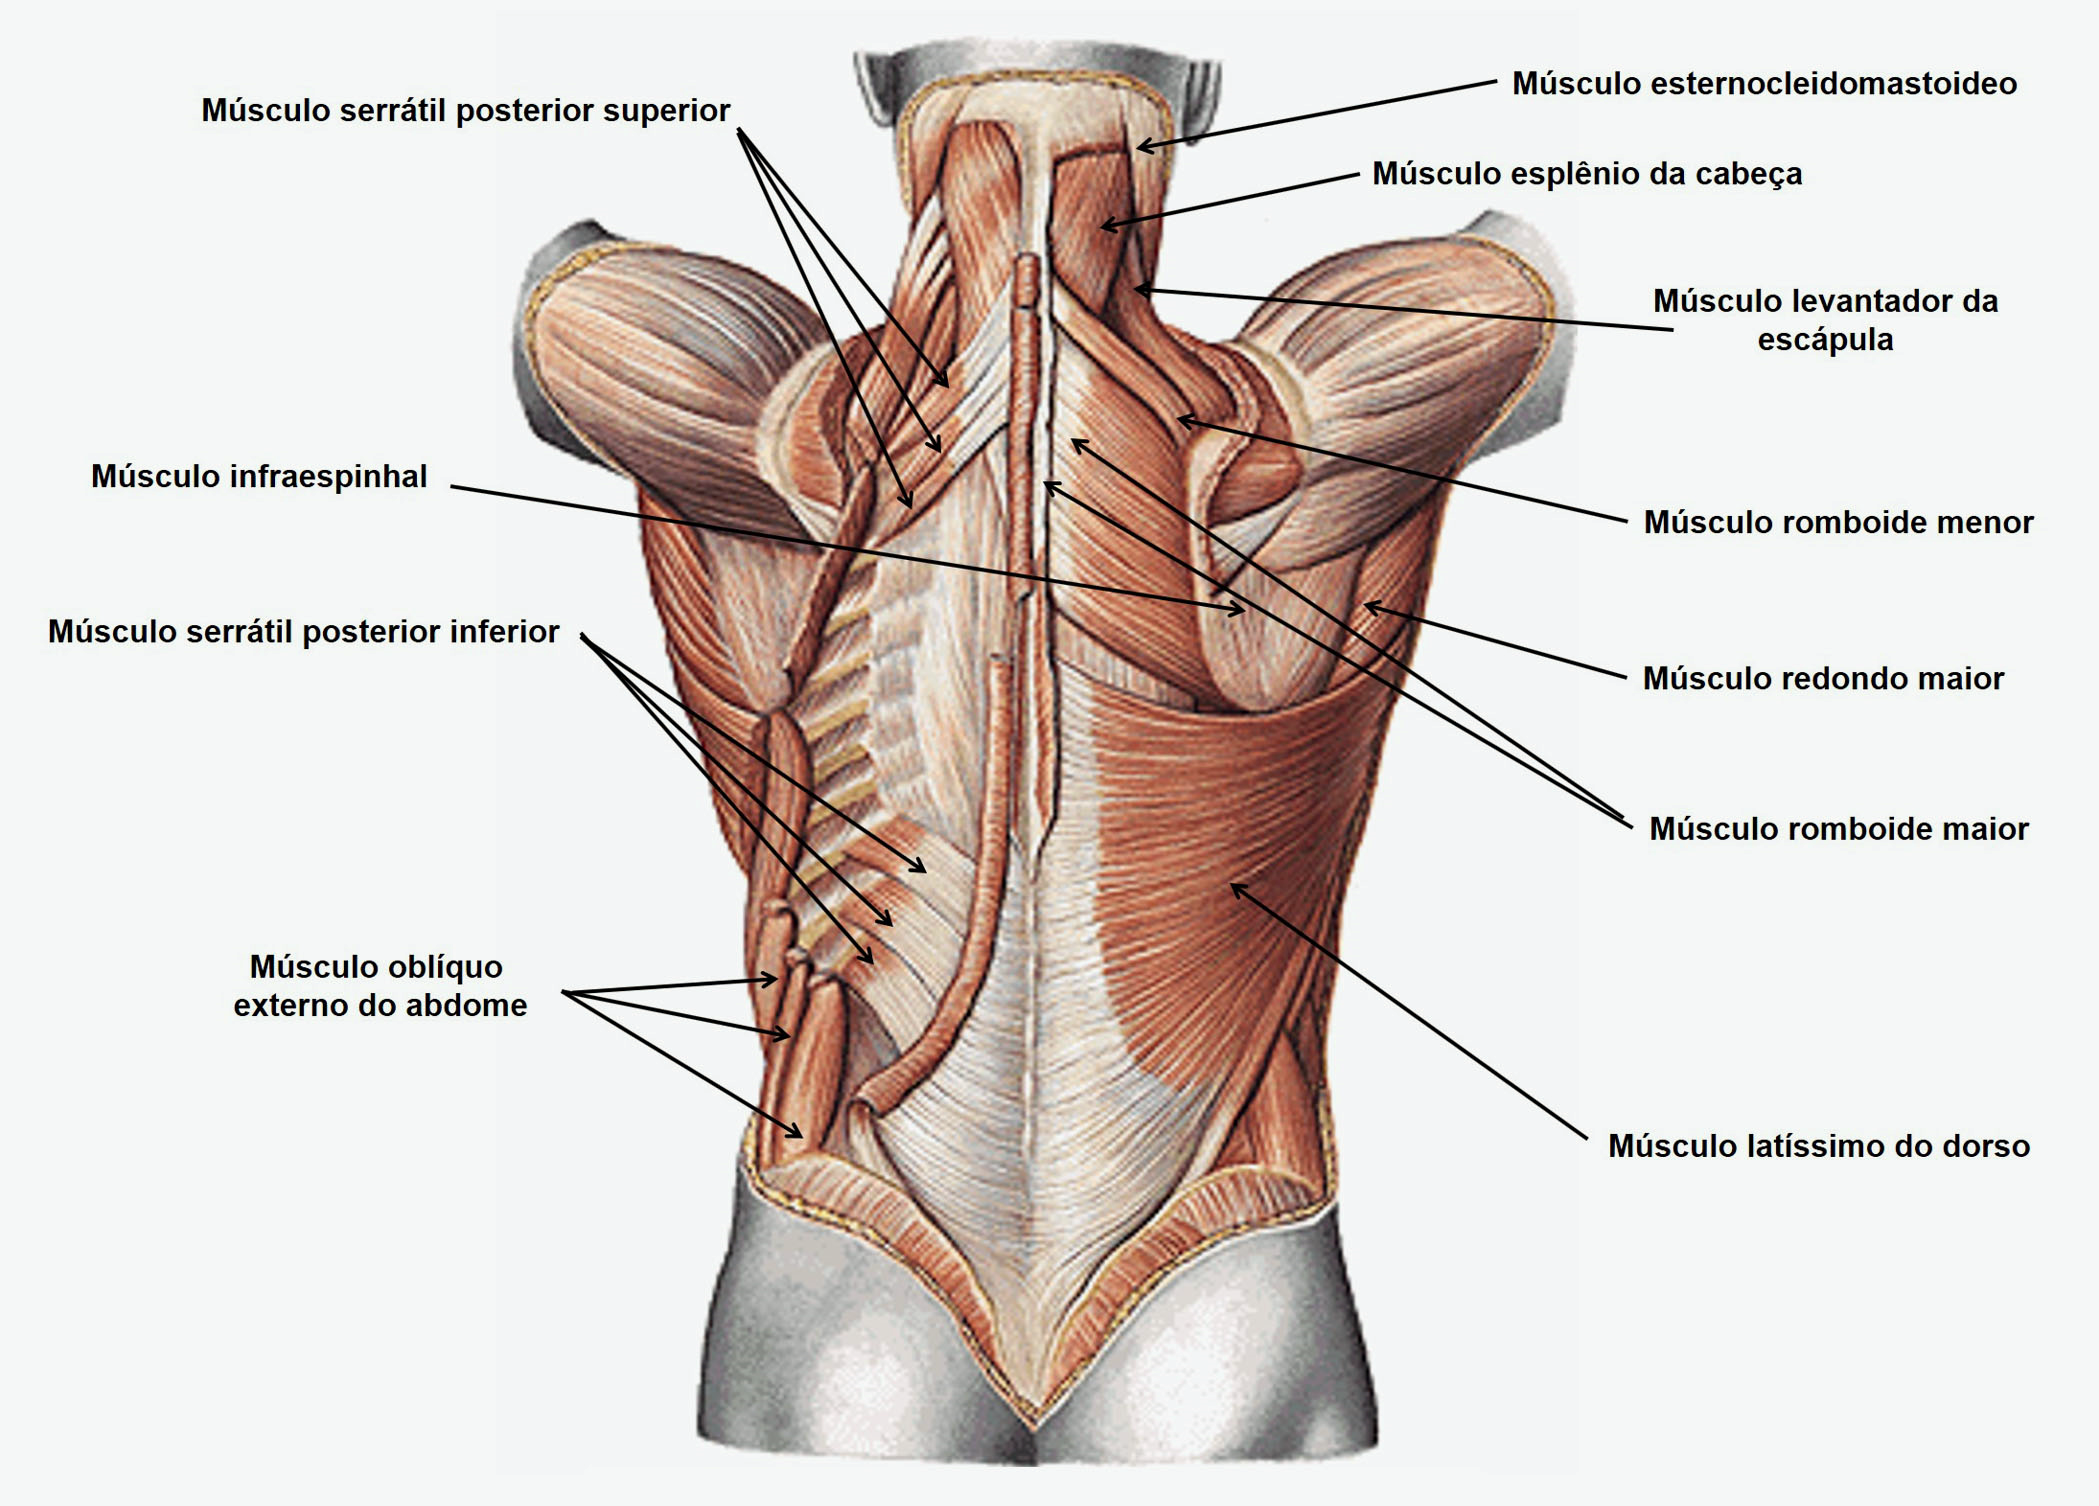 Músculo serrátil posterior superior
Músculo infraespinhal
Músculo serrátil posterior inferior
Músculo oblíquo
externo do abdome
Músculo esternocleidomastoideo
Músculo esplênio da cabeça
Músculo levantador da
escápula
Músculo romboide menor
Músculo redondo maior
Músculo romboide maior
Músculo latíssimo do dorso